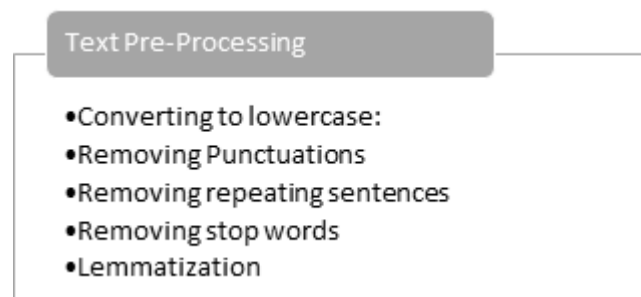 Text Pre-Processing
•Converting to lowercase:
•Removing Punctuations
•Removing repeating sentences
•Removing stop words
•Lemmatization